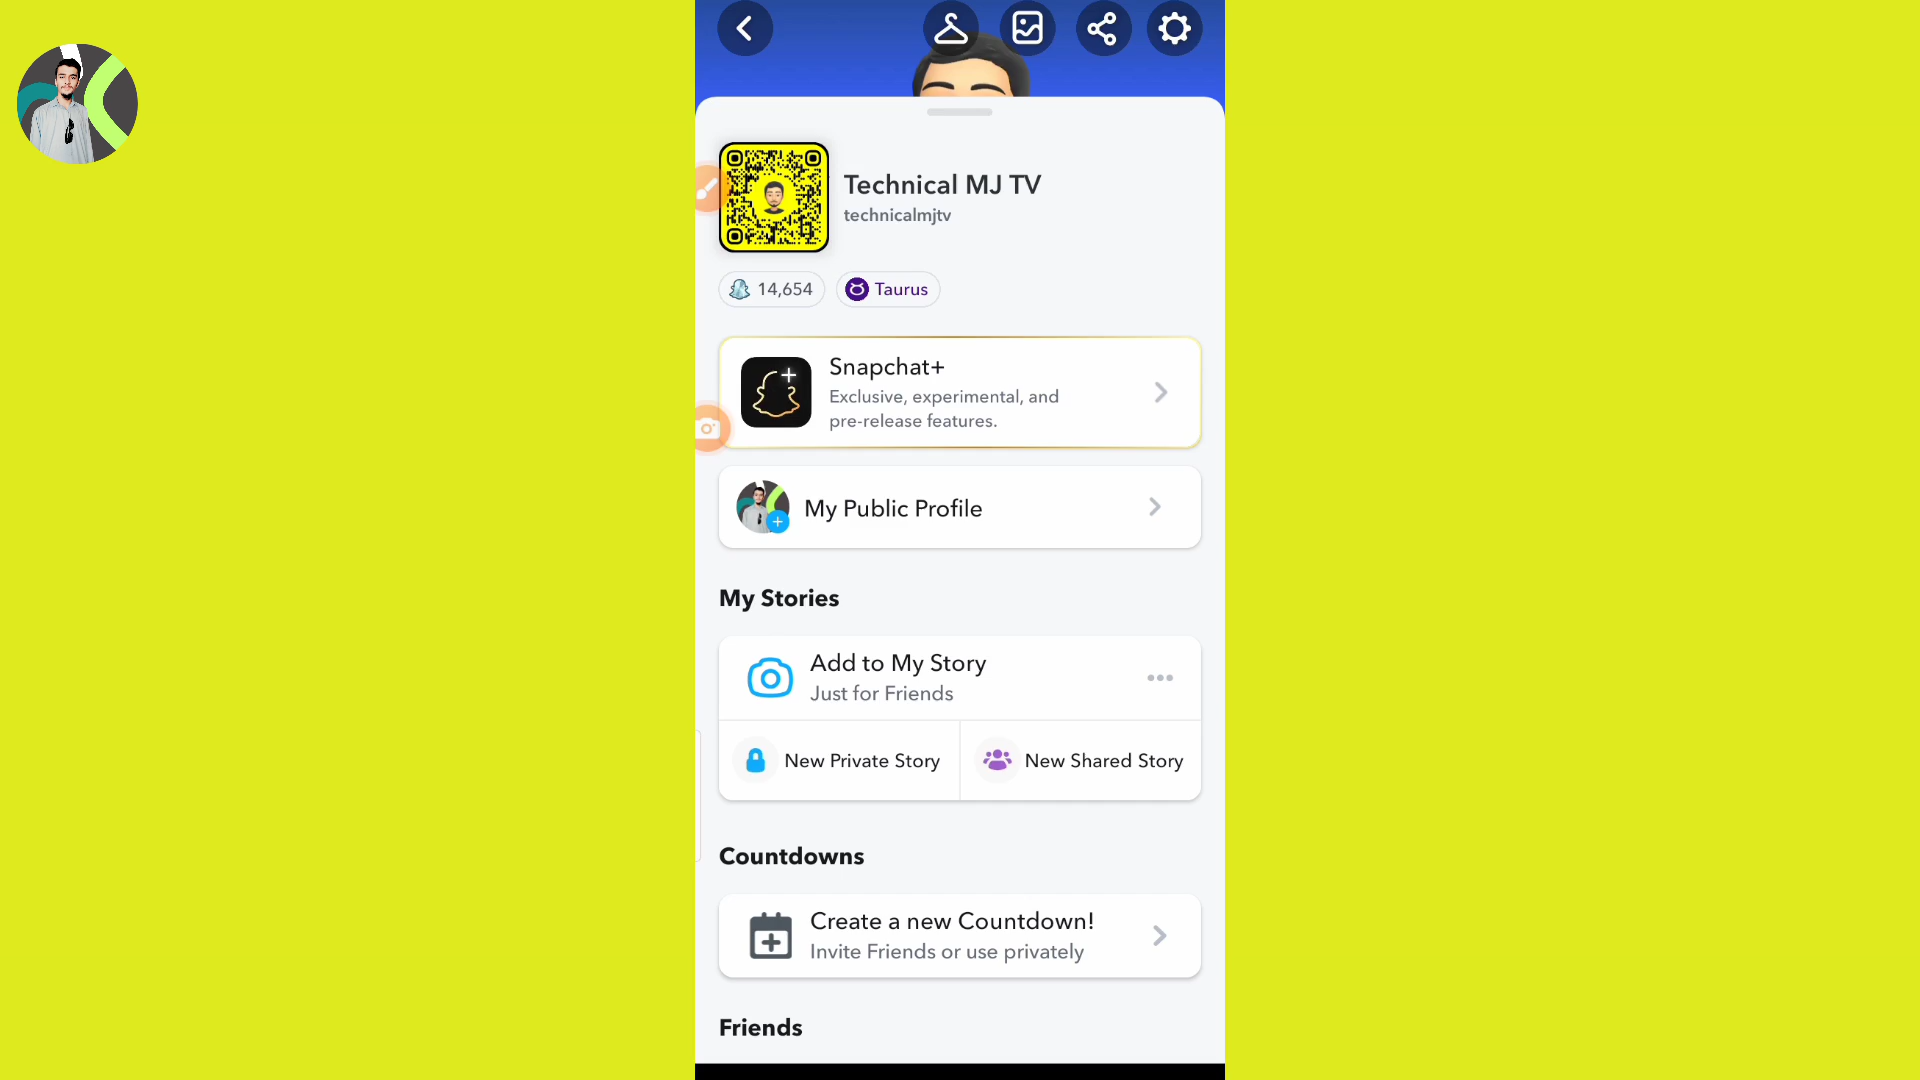 Technical MJ TV
technicalmjtv
14,654
Taurus
Snapchat+
Exclusive, experimental, and
pre-release features.
My Public Profile
My Stories
Add to My Story
Just for Friends
New Private Story
New Shared Story
Countdowns
Create a new Countdown!
Invite Friends or use privately
Friends